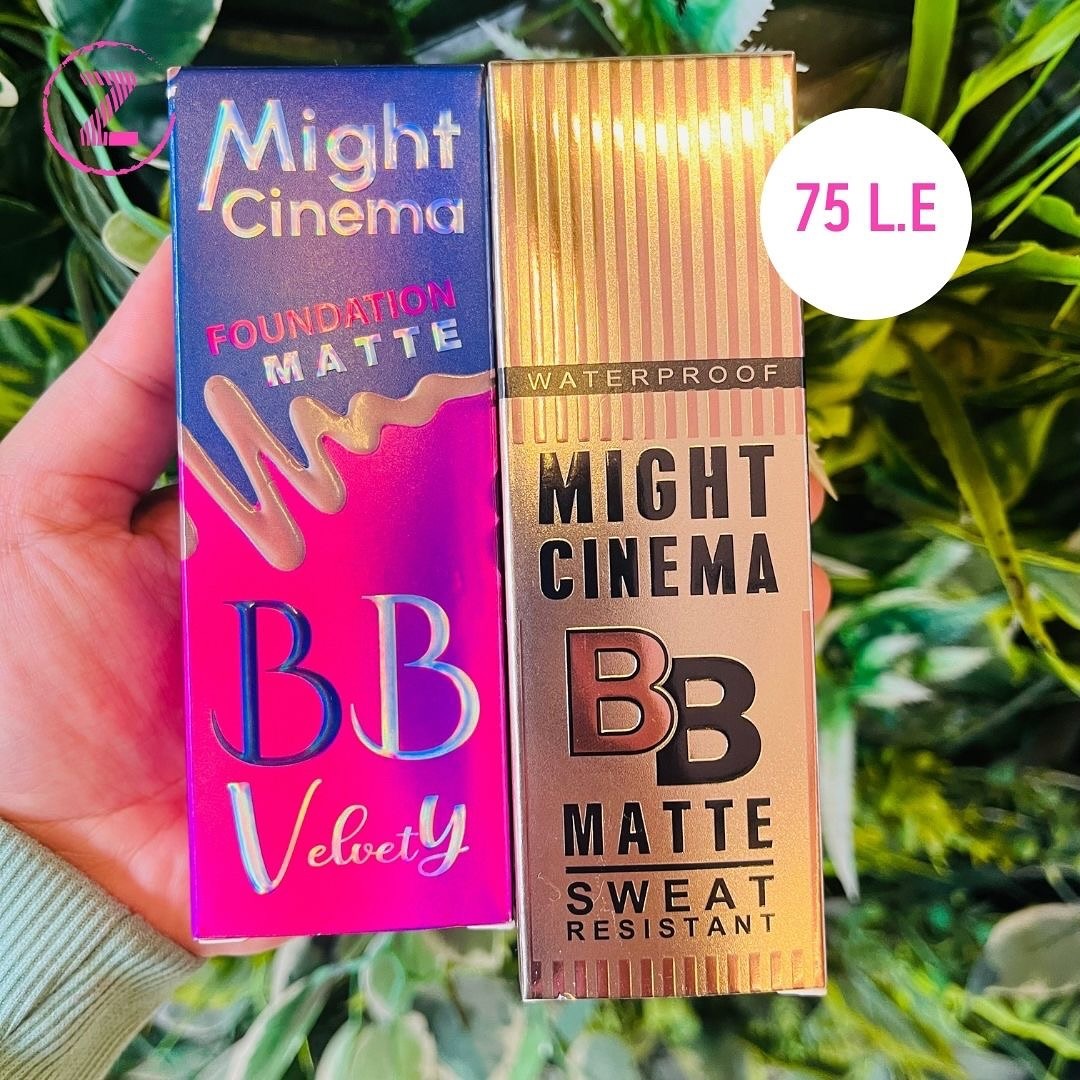 Z
Might
Cinema
FOUNDATION
MATTE
BB
Velvety
WATERPROOF
MIGHT
CINEMA
BB
MATTE
SWEAT
RESISTANT
75 L.E